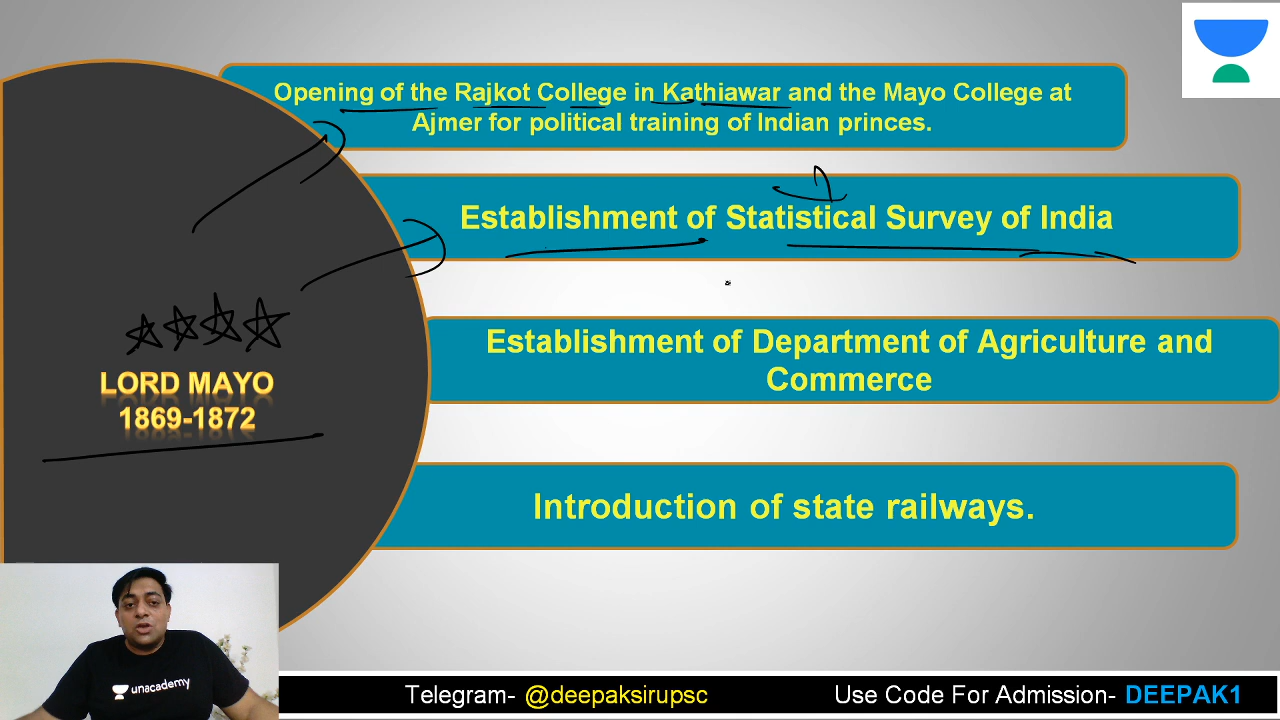 Opening of the Rajkot College in Kathiawar and the Mayo College at
Ajmer for political training of Indian princes.
Establishment of Statistical Survey of India
Establishment of Department of Agriculture and
Commerce
Introduction of state railways.
LORD MAYO
1869-1872
unacademy
Telegram- @deepaksirupsc
Use Code For Admission- DEEPAK1